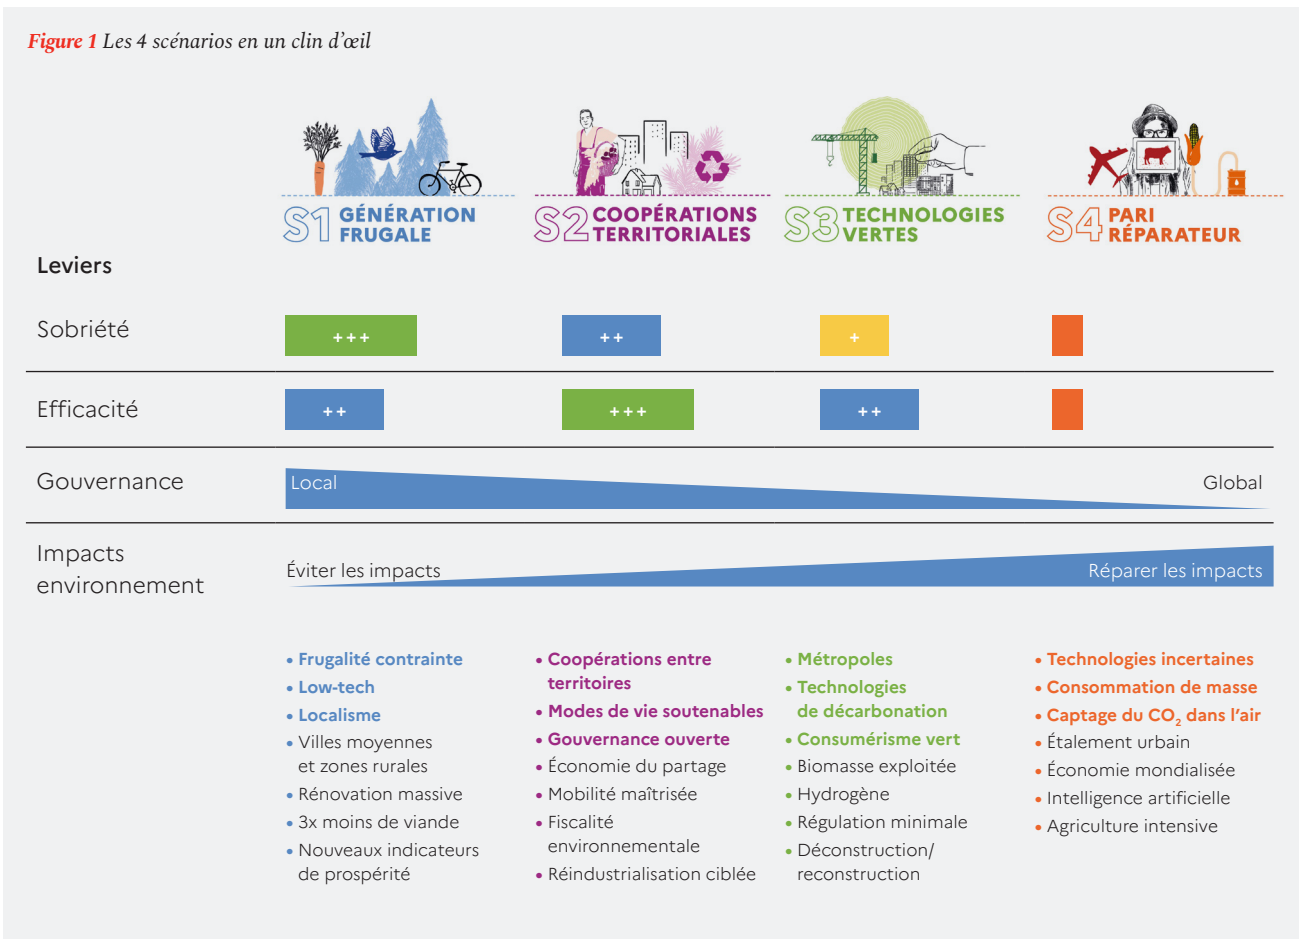 Figure 1 Les 4 scénarios en un clin d'œil
S1 GÉNÉRATION
FRUGALE
S2 COOPÉRATIONS
TERRITORIALES
S3 TECHNOLOGIES
VERTES
S4 PARI
RÉPARATEUR
Leviers
Sobriété
+++
++
+
Efficacité
++
+++
++
Gouvernance
Local
Global
Impacts
environnement
Éviter les impacts
Réparer les impacts
• Frugalité contrainte
• Low-tech
• Localisme
• Villes moyennes
et zones rurales
• Rénovation massive
• 3x moins de viande
• Nouveaux indicateurs
de prospérité
• Coopérations entre
territoires
• Modes de vie soutenables
• Gouvernance ouverte
• Économie du partage
• Mobilité maîtrisée
• Fiscalité
environnementale
• Réindustrialisation ciblée
• Métropoles
• Technologies
de décarbonation
• Consumérisme vert
• Biomasse exploitée
• Hydrogène
• Régulation minimale
• Déconstruction/
reconstruction
• Technologies incertaines
• Consommation de masse
• Captage du CO₂ dans l'air
• Étalement urbain
• Économie mondialisée
• Intelligence artificielle
• Agriculture intensive